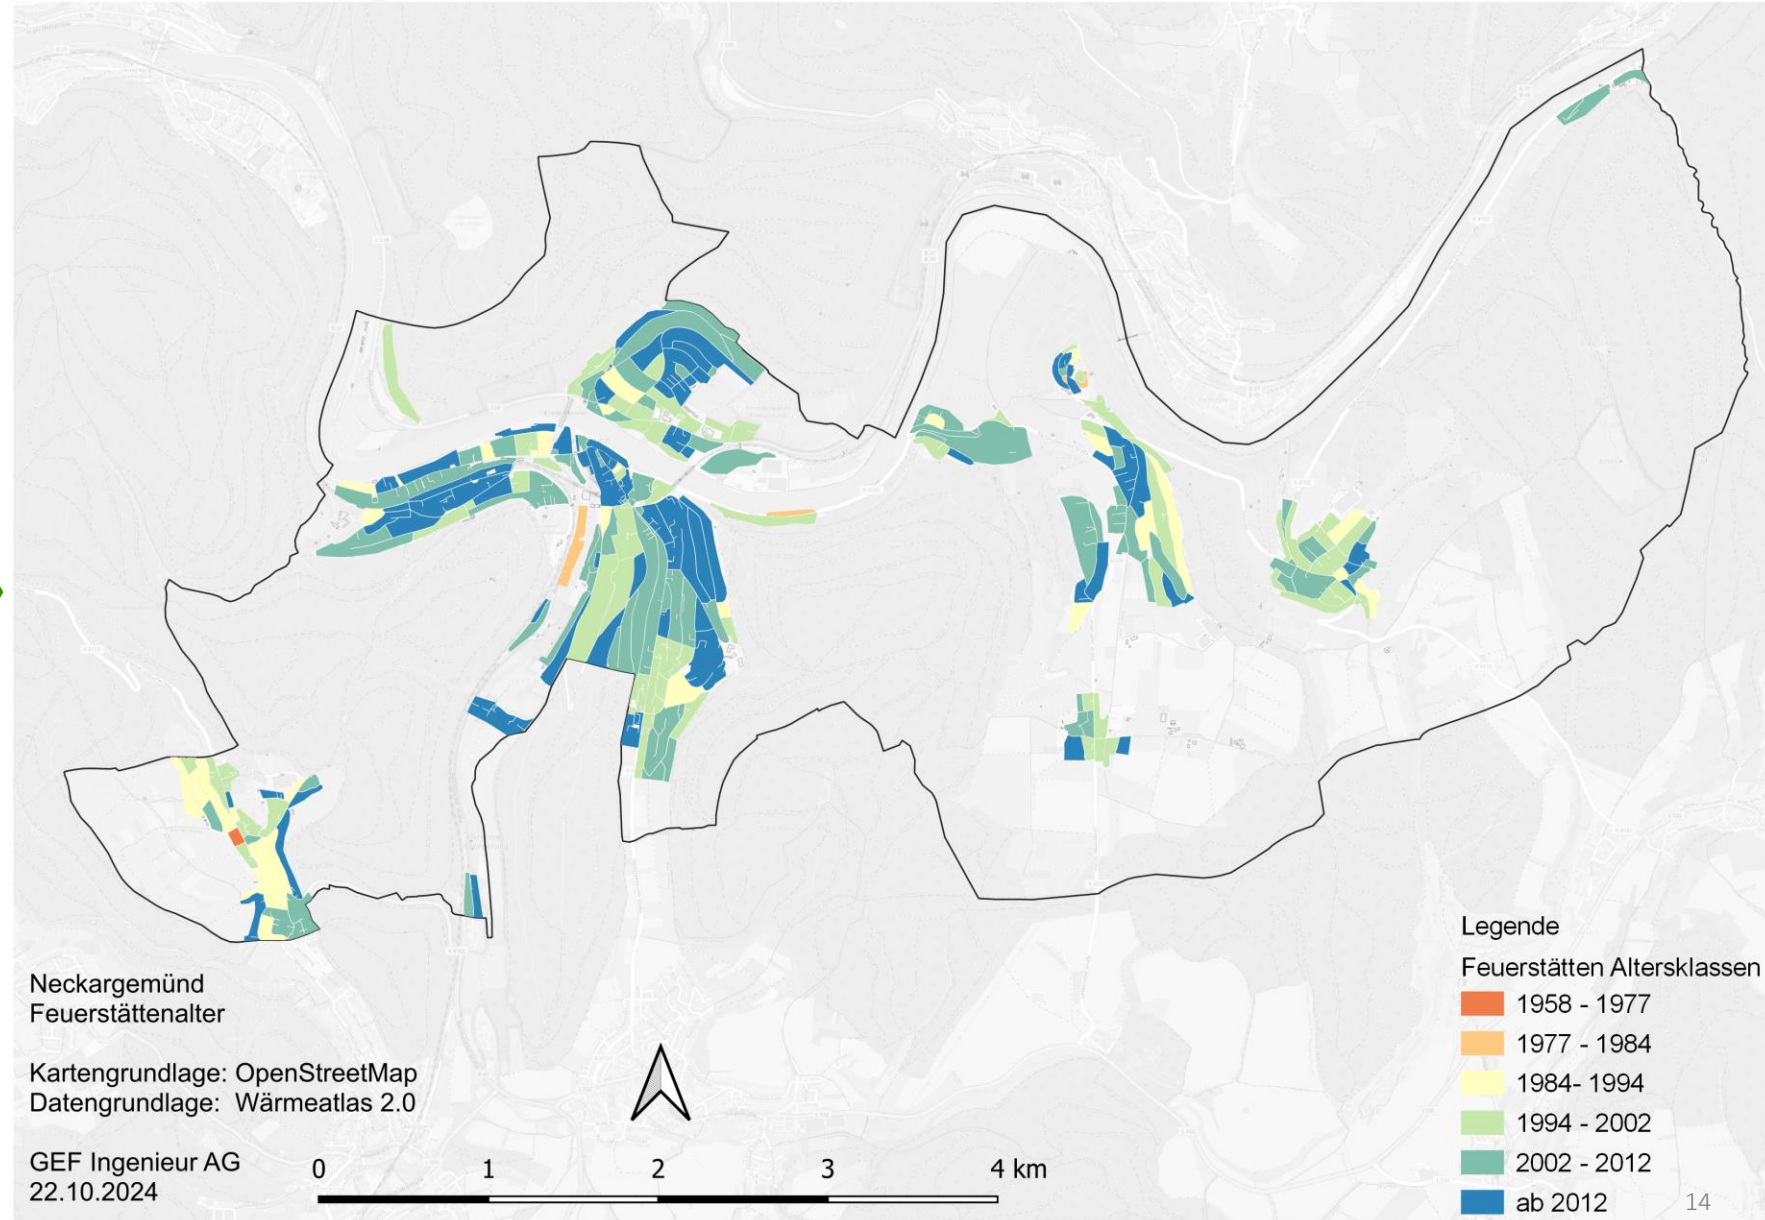 Neckargemünd
Feuerstättenalter
Kartengrundlage: OpenStreetMap
Datengrundlage: Wärmeatlas 2.0
GEF Ingenieur AG
22.10.2024
0 1 2 3 4 km
Legende
Feuerstätten Altersklassen
1958 - 1977
1977 - 1984
1984- 1994
1994 - 2002
2002 - 2012
ab 2012
14